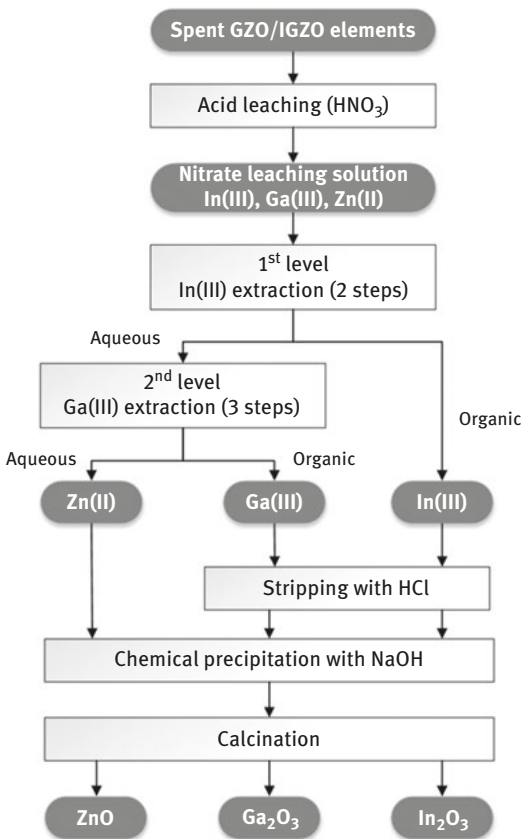 Spent GZO/IGZO elements
Acid leaching (HNO₃)
Nitrate leaching solution
In(III), Ga(III), Zn(II)
1ˢᵗ level
In(III) extraction (2 steps)
Aqueous
2ⁿᵈ level
Ga(III) extraction (3 steps)
Organic
Aqueous
Organic
Zn(II)
Ga(III)
In(III)
Stripping with HCl
Chemical precipitation with NaOH
Calcination
ZnO
Ga₂O₃
In₂O₃